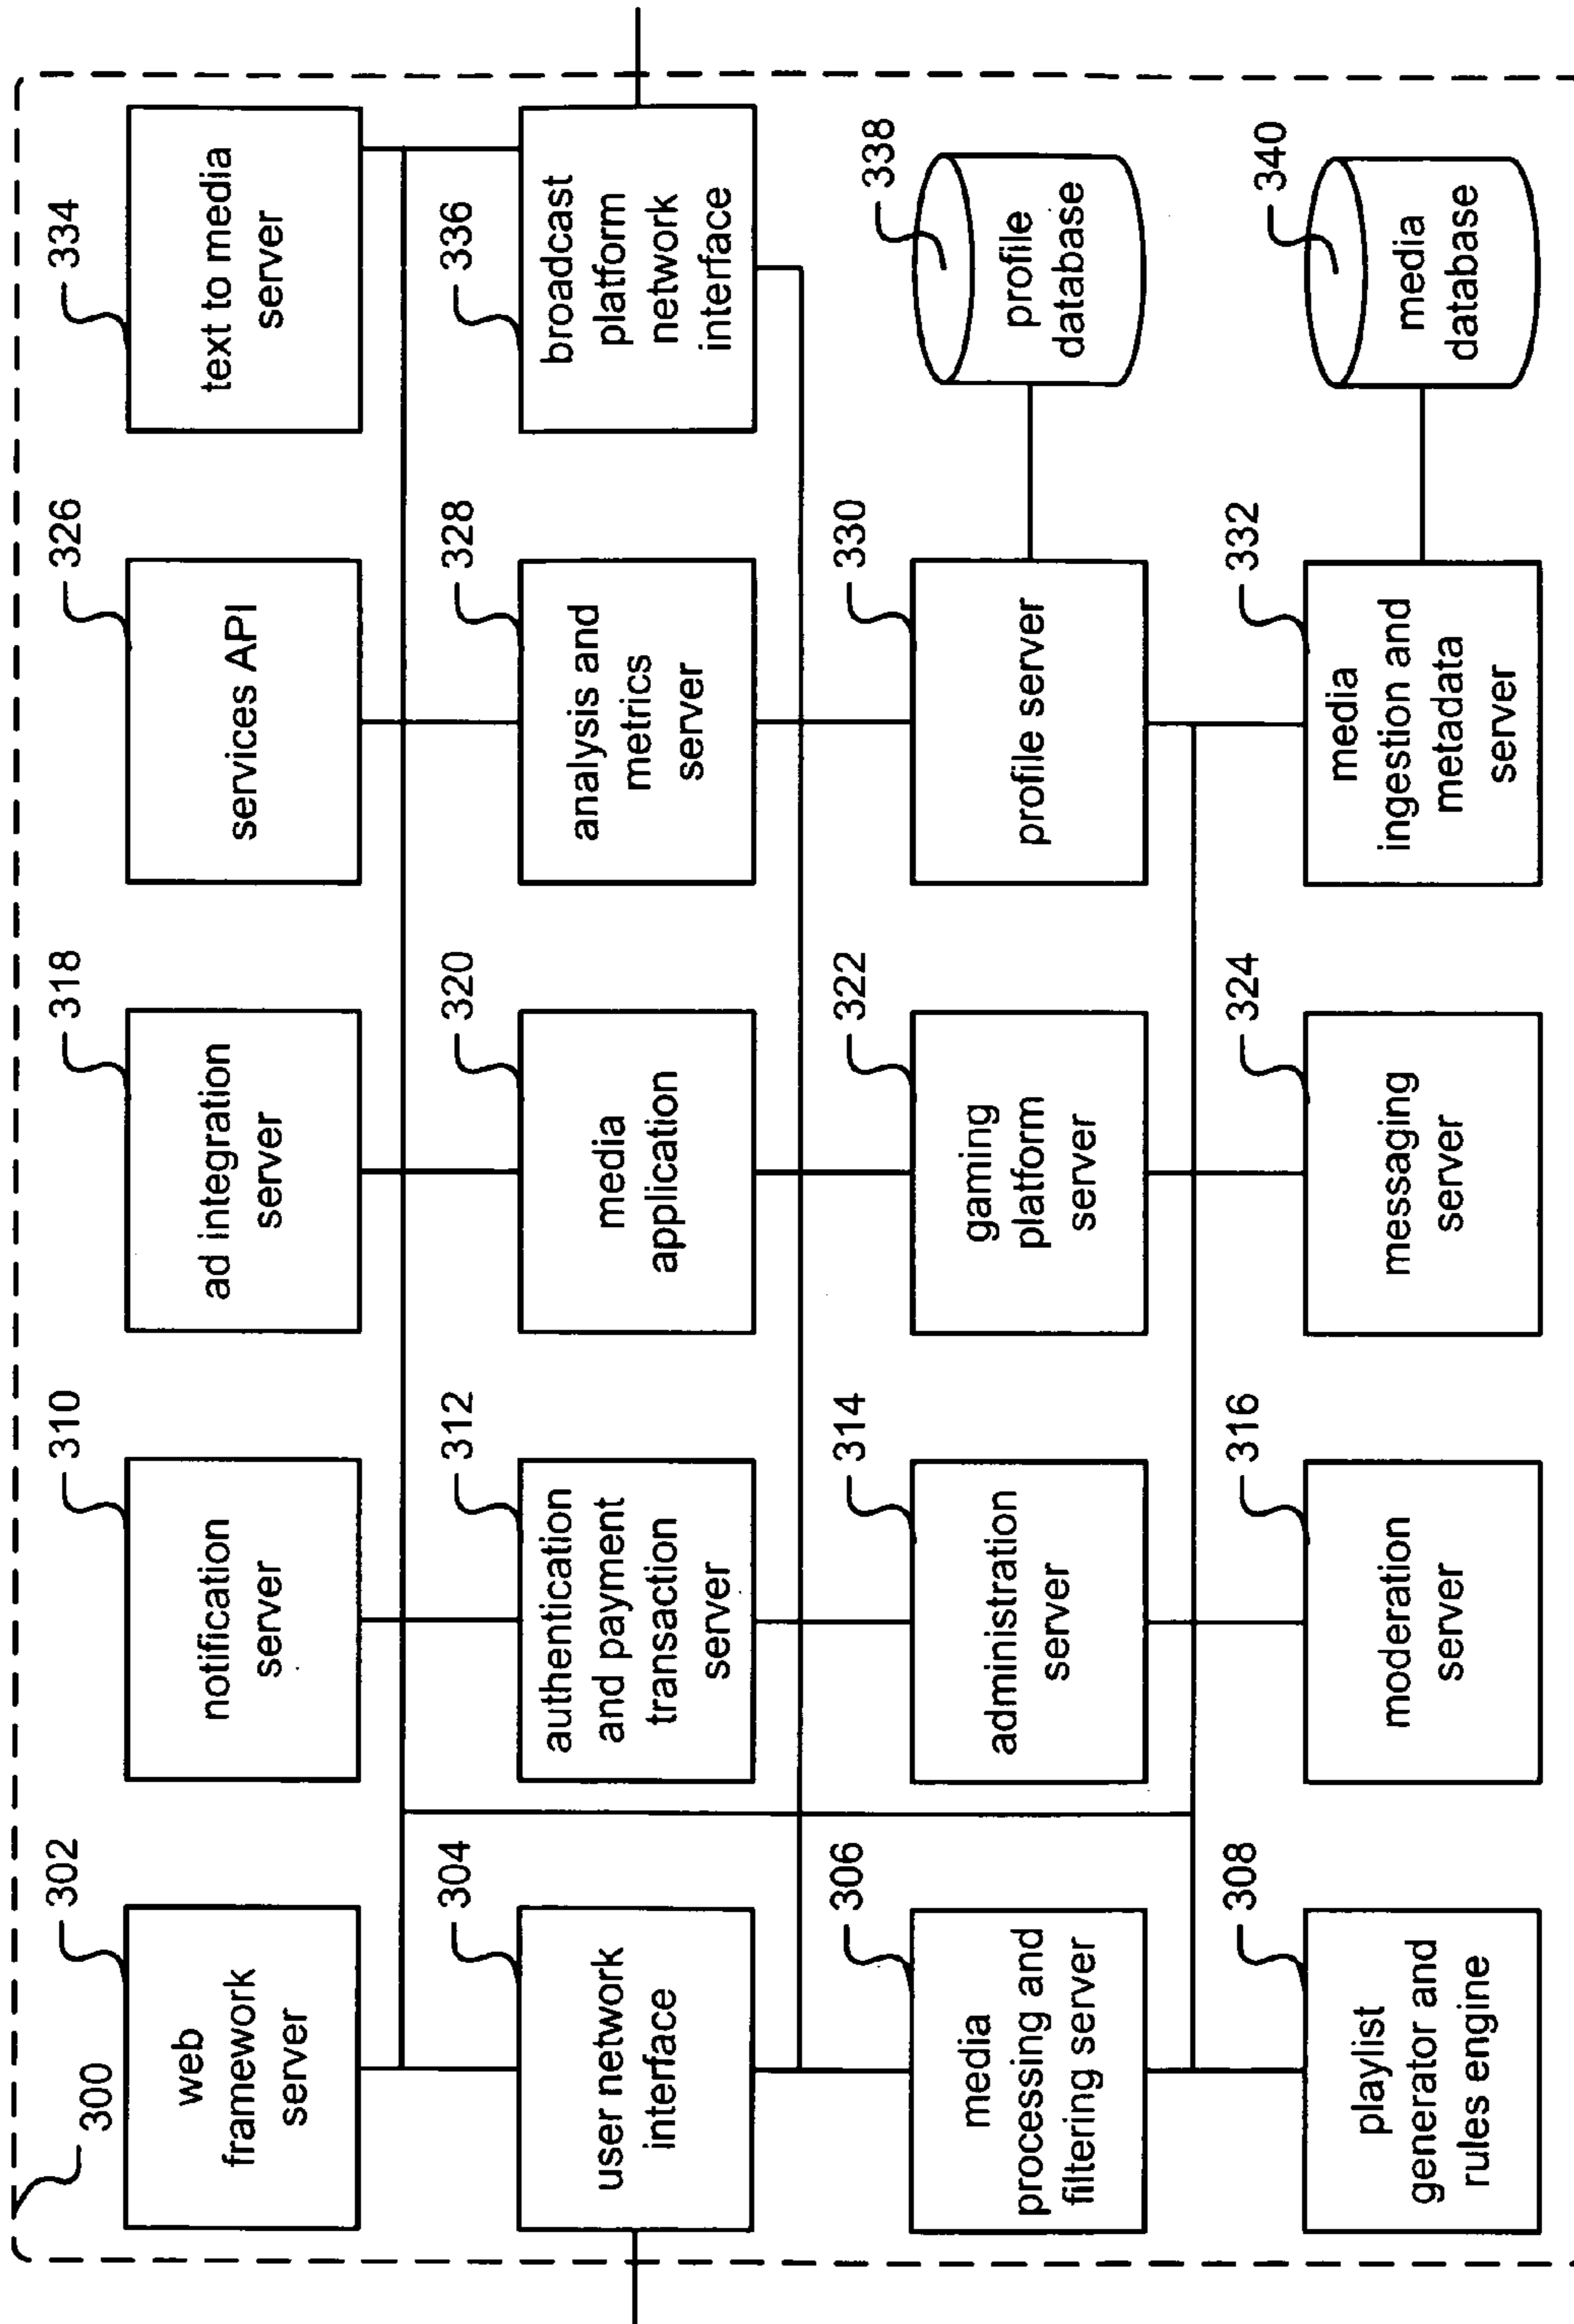 300
302
web
framework
server
304
user network
interface
306
media
processing and
filtering server
308
playlist
generator and
rules engine
310
notification
server
312
authentication
and payment
transaction
server
314
administration
server
316
moderation
server
318
ad integration
server
320
media
application
322
gaming
platform
server
324
messaging
server
326
services API
328
analysis and
metrics
server
330
profile server
332
media
ingestion and
metadata
server
334
text to media
server
336
broadcast
platform
network
interface
338
profile
database
340
media
database